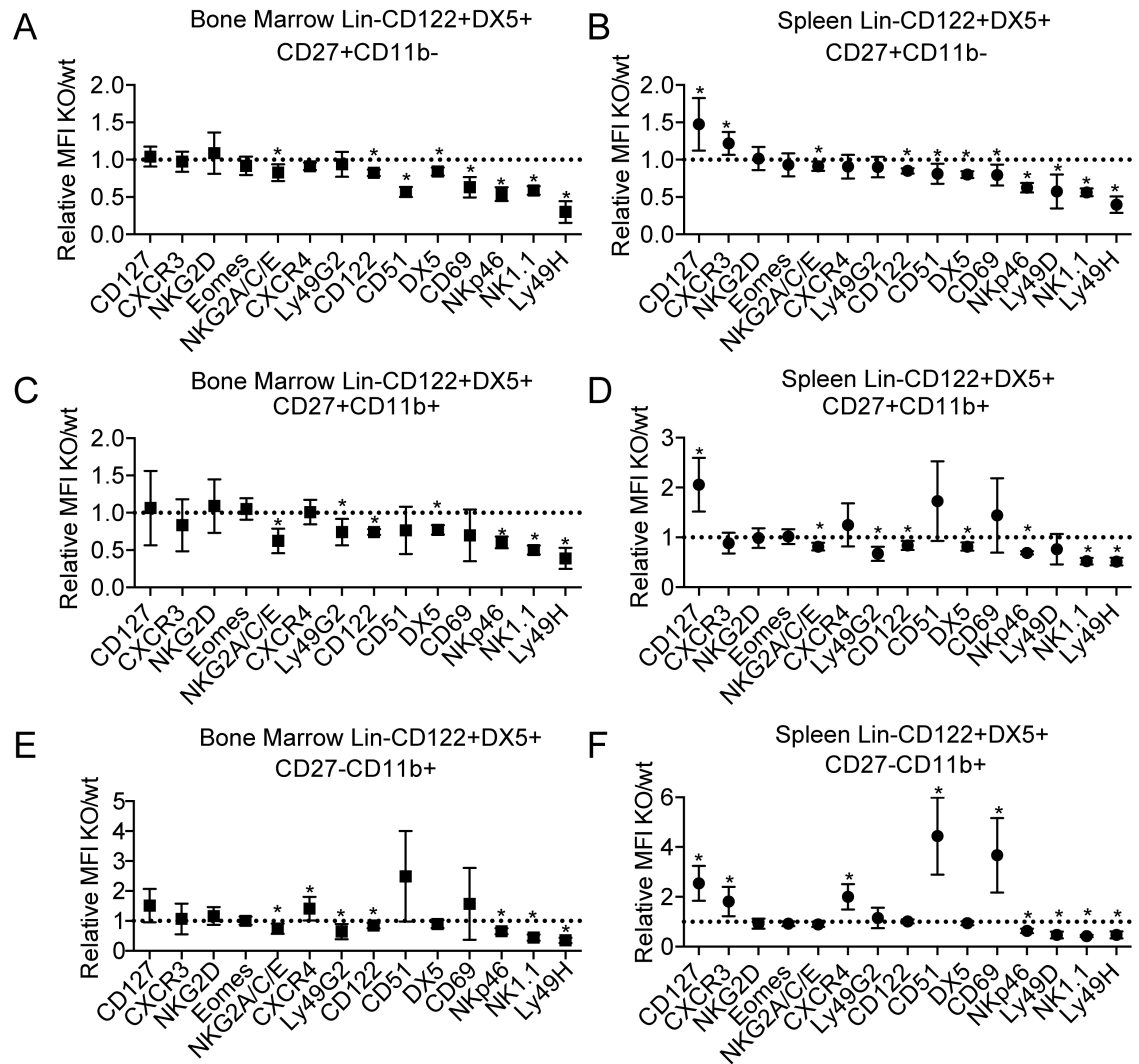 A
Bone Marrow Lin-CD122+DX5+
CD27+CD11b-
Relative MFI KO/wt
2.0
1.5
1.0
0.5
0.0
* * * * * * * *
CD127
CXCR3
NKG2D
Eomes
NKG2A/C/E
CXCR4
Ly49G2
CD122
CD51
DX5
CD69
NKp46
NK1.1
Ly49H
B
Spleen Lin-CD122+DX5+
CD27+CD11b-
Relative MFI KO/wt
2.0
1.5
1.0
0.5
0.0
* * * * * * * * * * *
CD127
CXCR3
NKG2D
Eomes
NKG2A/C/E
CXCR4
Ly49G2
CD122
CD51
DX5
CD69
NKp46
Ly49D
NK1.1
Ly49H
C
Bone Marrow Lin-CD122+DX5+
CD27+CD11b+
Relative MFI KO/wt
2.0
1.5
1.0
0.5
0.0
* * * * * * *
CD127
CXCR3
NKG2D
Eomes
NKG2A/C/E
CXCR4
Ly49G2
CD122
CD51
DX5
CD69
NKp46
NK1.1
Ly49H
D
Spleen Lin-CD122+DX5+
CD27+CD11b+
Relative MFI KO/wt
3
2
1
0
* * * * * * * *
CD127
CXCR3
NKG2D
Eomes
NKG2A/C/E
CXCR4
Ly49G2
CD122
CD51
DX5
CD69
NKp46
Ly49D
NK1.1
Ly49H
E
Bone Marrow Lin-CD122+DX5+
CD27-CD11b+
Relative MFI KO/wt
5
4
3
2
1
0
* * * * * * *
CD127
CXCR3
NKG2D
Eomes
NKG2A/C/E
CXCR4
Ly49G2
CD122
CD51
DX5
CD69
NKp46
NK1.1
Ly49H
F
Spleen Lin-CD122+DX5+
CD27-CD11b+
Relative MFI KO/wt
6
4
2
0
* * * * * * * * *
CD127
CXCR3
NKG2D
Eomes
NKG2A/C/E
CXCR4
Ly49G2
CD122
CD51
DX5
CD69
NKp46
Ly49D
NK1.1
Ly49H